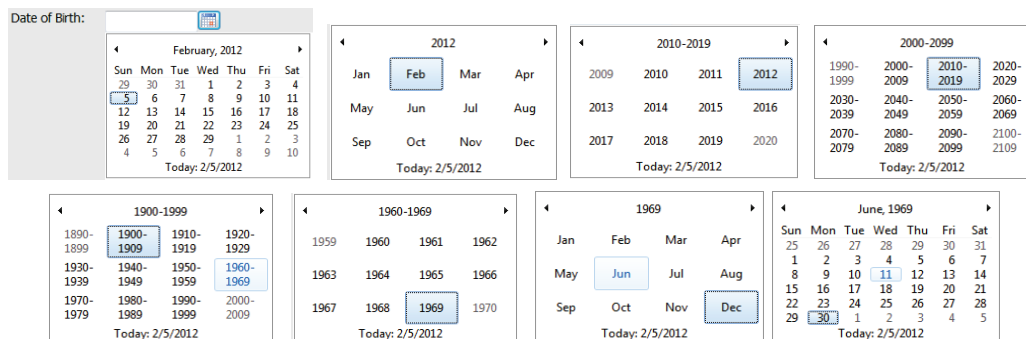 Date of Birth:
February, 2012
Sun Mon Tue Wed Thu Fri Sat
29 30 31 1 2 3 4
5 6 7 8 9 10 11
12 13 14 15 16 17 18
19 20 21 22 23 24 25
26 27 28 29 1 2 3
4 5 6 7 8 9 10
Today: 2/5/2012
2012
Jan Feb Mar Apr
May Jun Jul Aug
Sep Oct Nov Dec
Today: 2/5/2012
2010-2019
2009 2010 2011 2012
2013 2014 2015 2016
2017 2018 2019 2020
Today: 2/5/2012
2000-2099
1990- 2000- 2010- 2020-
1999 2009 2019 2029
2030- 2040- 2050- 2060-
2039 2049 2059 2069
2070- 2080- 2090- 2100-
2079 2089 2099 2109
Today: 2/5/2012
1900-1999
1890- 1900- 1910- 1920-
1899 1909 1919 1929
1930- 1940- 1950- 1960-
1939 1949 1959 1969
1970- 1980- 1990- 2000-
1979 1989 1999 2009
Today: 2/5/2012
1960-1969
1959 1960 1961 1962
1963 1964 1965 1966
1967 1968 1969 1970
Today: 2/5/2012
1969
Jan Feb Mar Apr
May Jun Jul Aug
Sep Oct Nov Dec
Today: 2/5/2012
June, 1969
Sun Mon Tue Wed Thu Fri Sat
25 26 27 28 29 30 31
1 2 3 4 5 6 7
8 9 10 11 12 13 14
15 16 17 18 19 20 21
22 23 24 25 26 27 28
29 30 1 2 3 4 5
Today: 2/5/2012